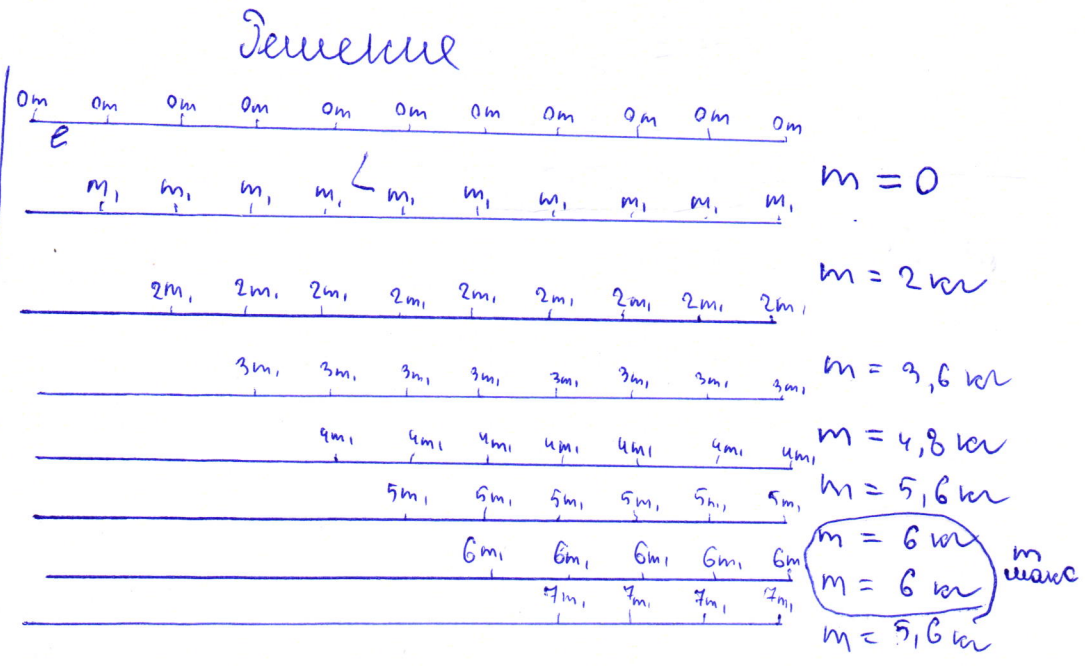 Решение
0m 0m 0m 0m 0m 0m 0m 0m 0m 0m 0m
l
L
m = 0
m₁ m₁ m₁ m₁ m₁ m₁ m₁ m₁ m₁ m₁
m = 2 кг
2m₁ 2m₁ 2m₁ 2m₁ 2m₁ 2m₁ 2m₁ 2m₁ 2m₁
m = 3,6 кг
3m₁ 3m₁ 3m₁ 3m₁ 3m₁ 3m₁ 3m₁ 3m₁
m = 4,8 кг
4m₁ 4m₁ 4m₁ 4m₁ 4m₁ 4m₁ 4m₁
m = 5,6 кг
5m₁ 5m₁ 5m₁ 5m₁ 5m₁ 5m₁
m = 6 кг
6m₁ 6m₁ 6m₁ 6m₁ 6m
m = 6 кг
m макс
7m₁ 7m₁ 7m₁ 7m₁
m = 5,6 кг